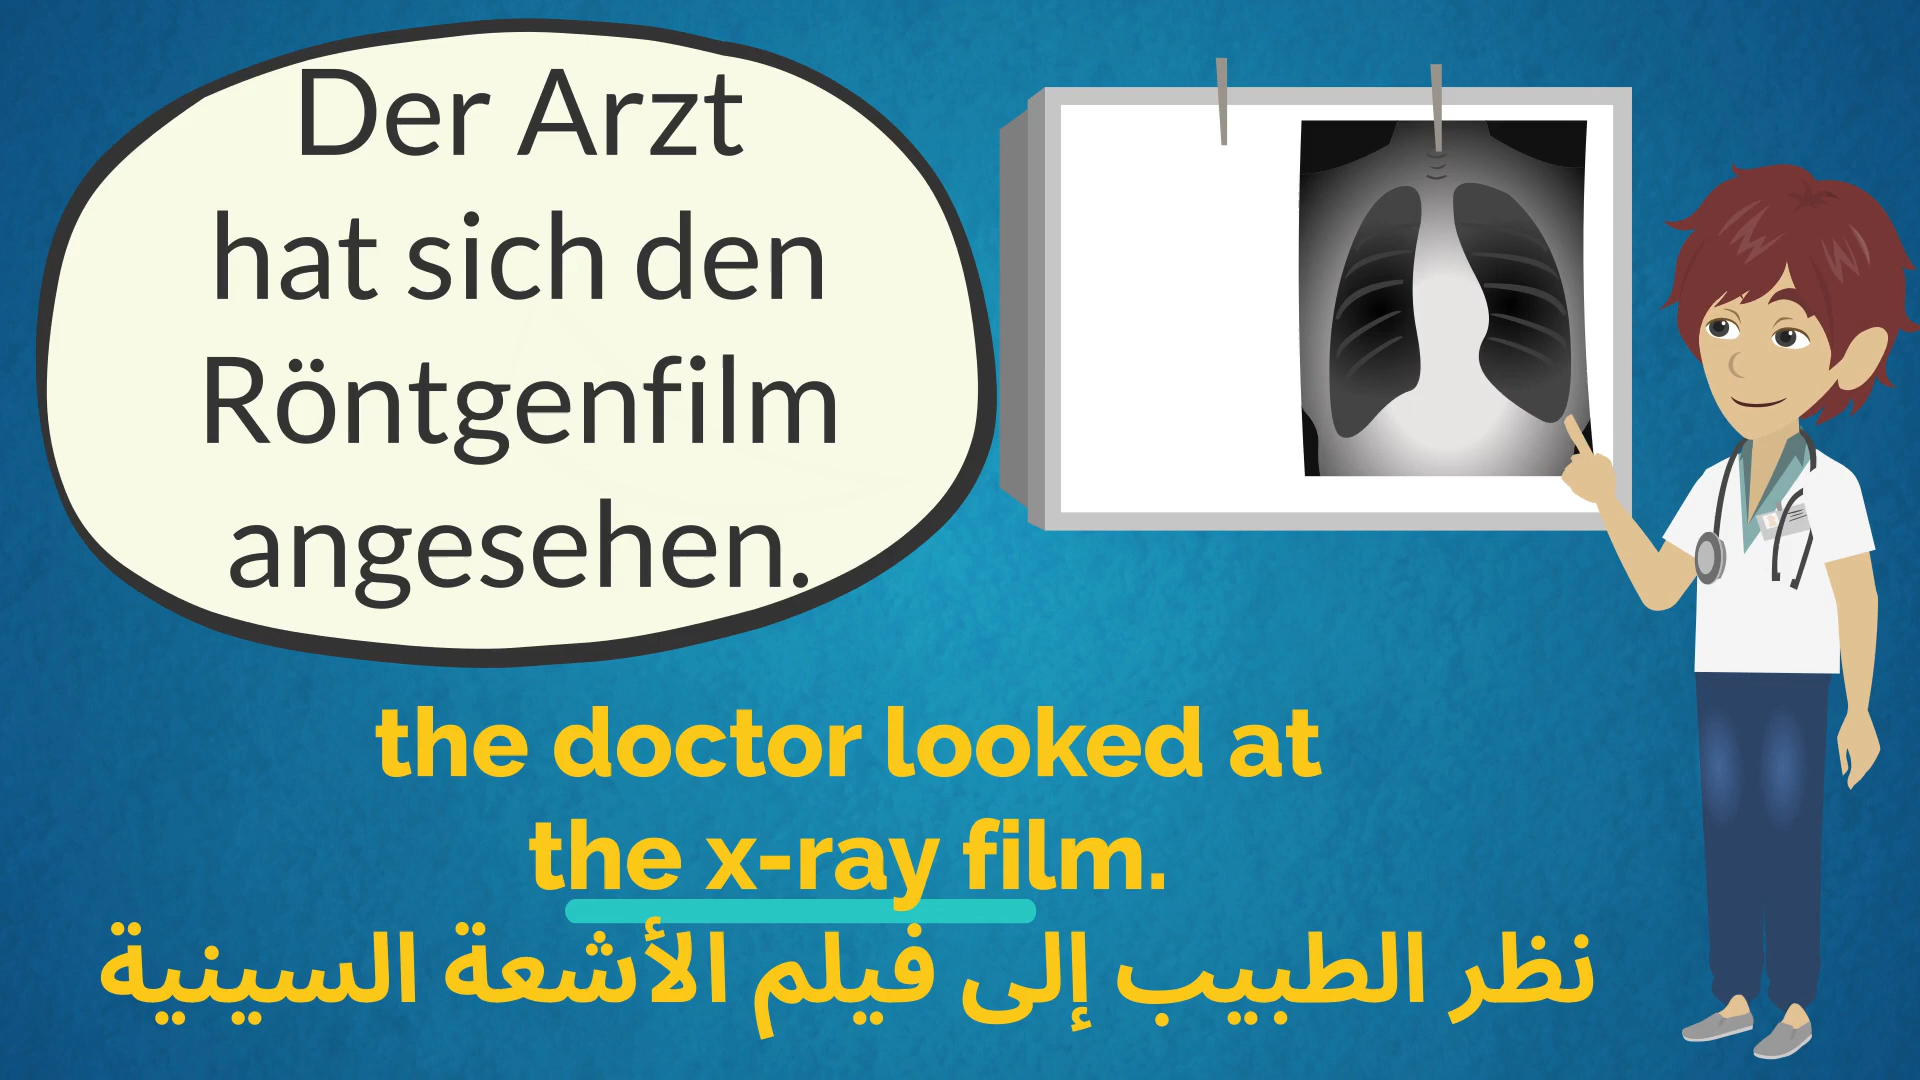 Der Arzt
hat sich den
Röntgenfilm
angesehen.
the doctor looked at
the x-ray film.
نظر الطبيب إلى فيلم الأشعة السينية